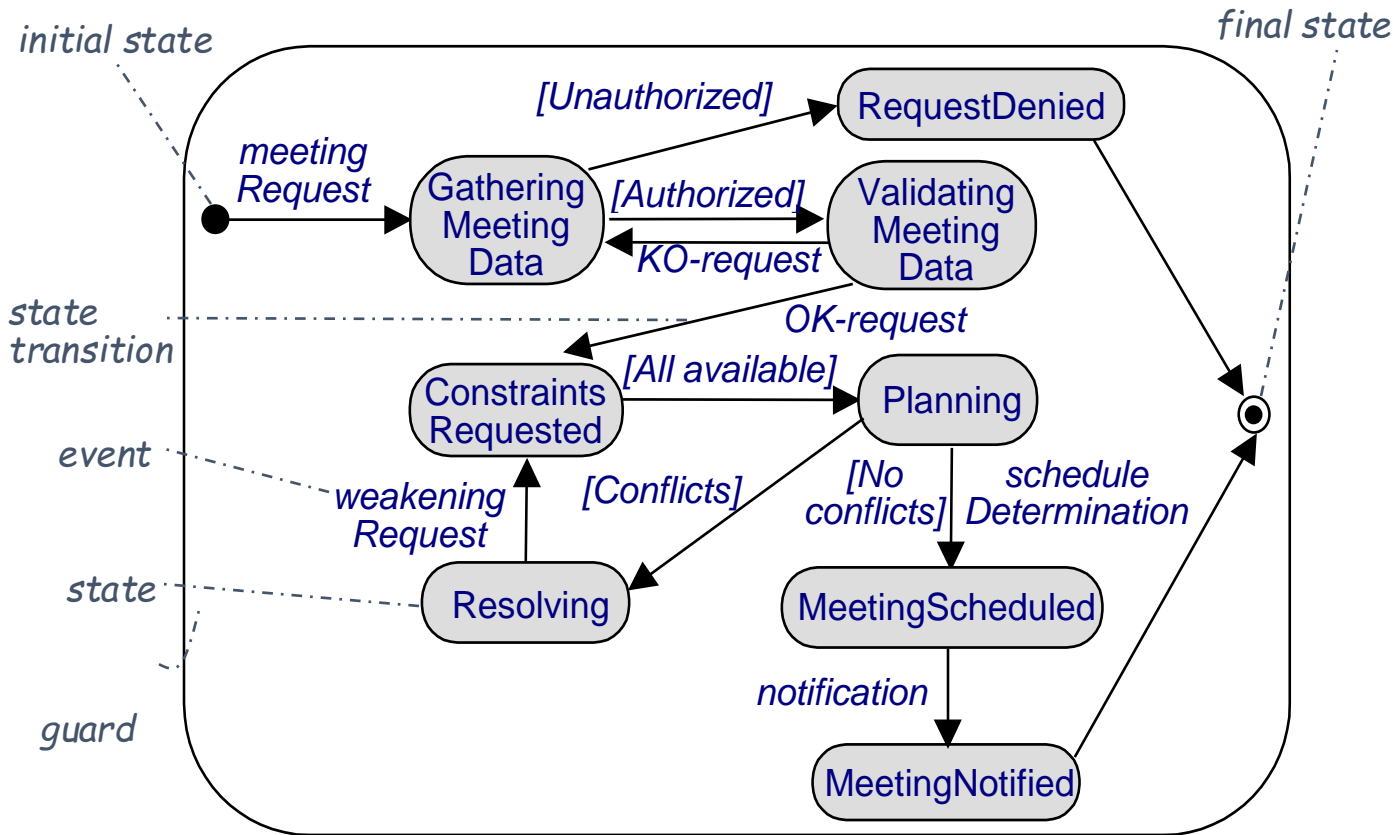 initial state
final state
[Unauthorized]
RequestDenied
meeting
Request
Gathering
Meeting
Data
[Authorized]
Validating
Meeting
Data
KO-request
state
transition
OK-request
Constraints
Requested
[All available]
Planning
event
weakening
Request
[Conflicts]
[No
conflicts]
schedule
Determination
state
Resolving
MeetingScheduled
guard
notification
MeetingNotified